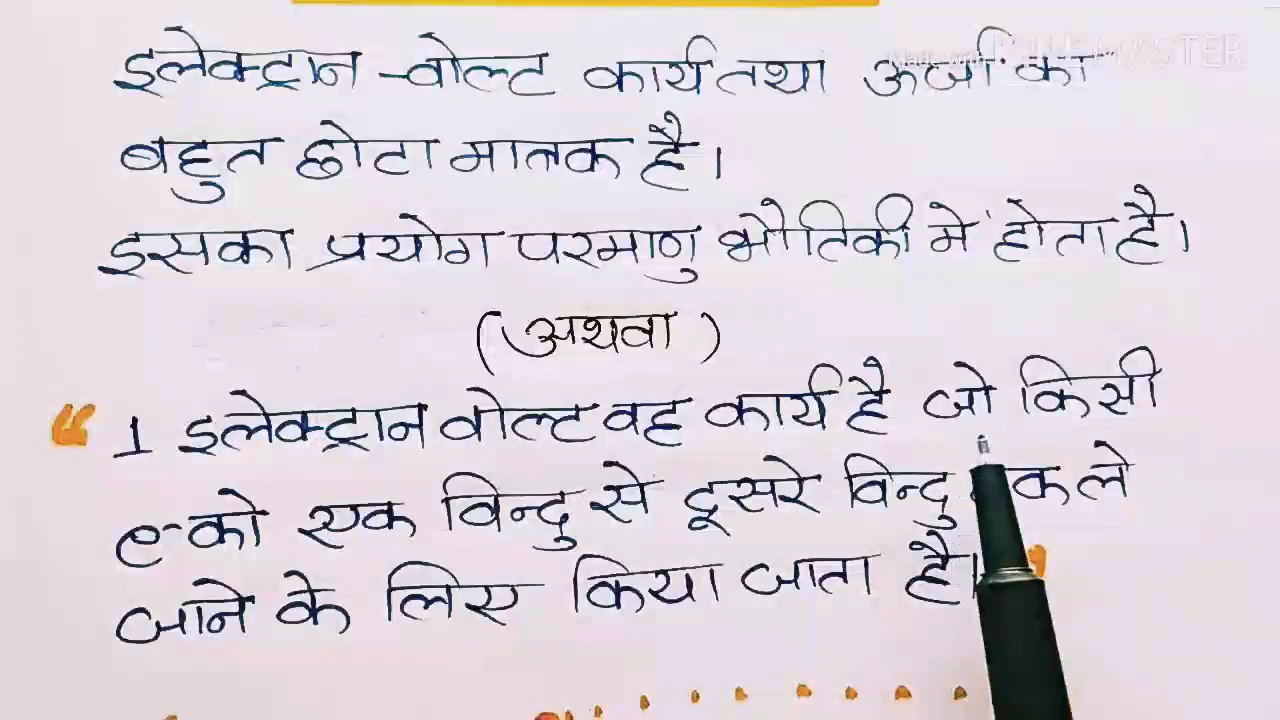 इलेक्ट्रान -वोल्ट कार्य तथा ऊर्जा का
बहुत छोटा मात्रक है।
इसका प्रयोग परमाणु भौतिकी में होता है।
(अथवा)
“ 1 इलेक्ट्रान वोल्ट वह कार्य है जो किसी
e- को एक विन्दु से दूसरे विन्दु तक ले
जाने के लिए किया जाता है।